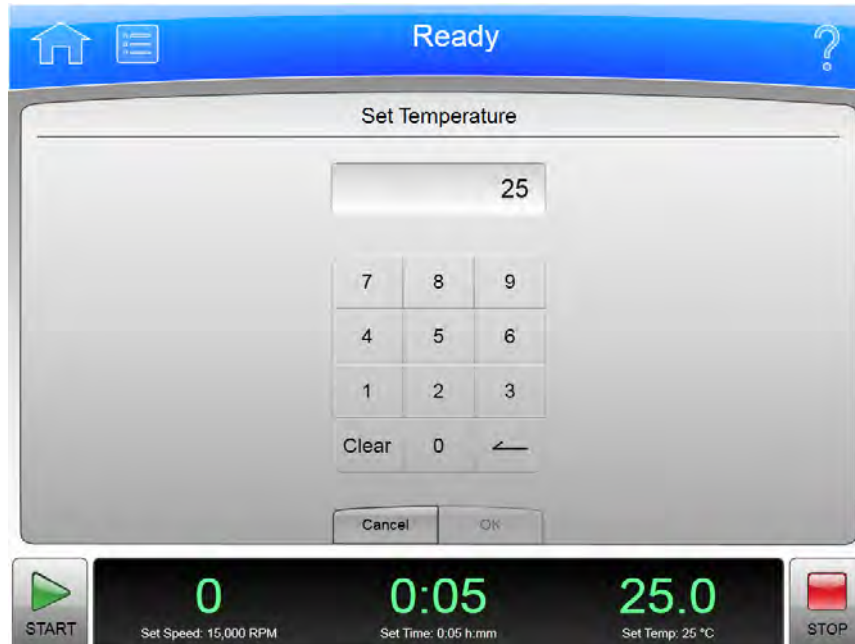 Ready
Set Temperature
25
7 8 9
4 5 6
1 2 3
Clear 0
Cancel OK
0 0:05 25.0
START Set Speed: 15,000 RPM Set Time: 0:05 h:mm Set Temp: 25 °C STOP